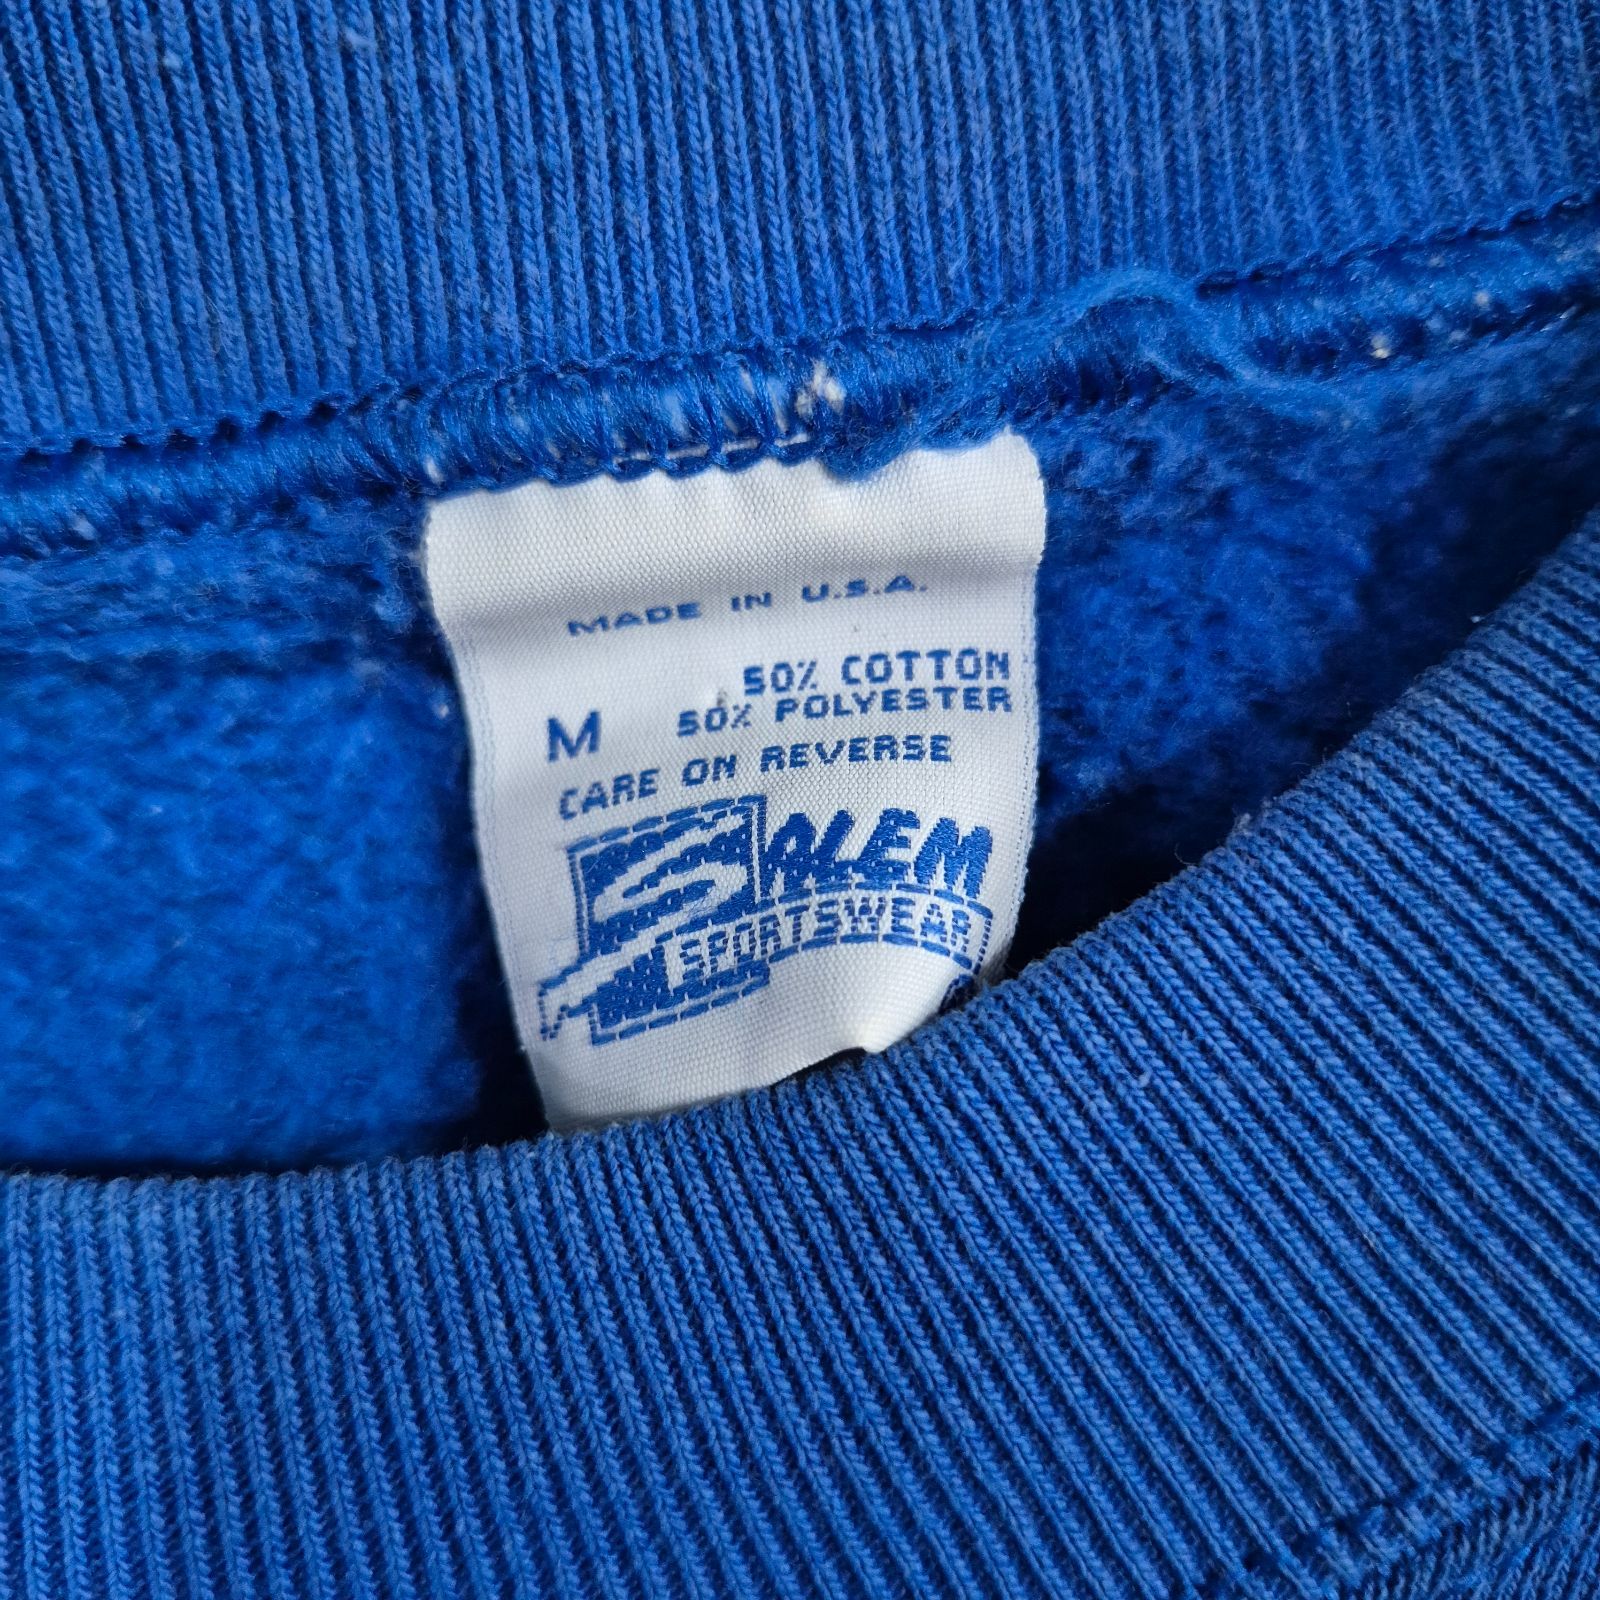 MADE IN U.S.A.
50% COTTON
M 50% POLYESTER
CARE ON REVERSE
SALEM
SPORTSWEAR